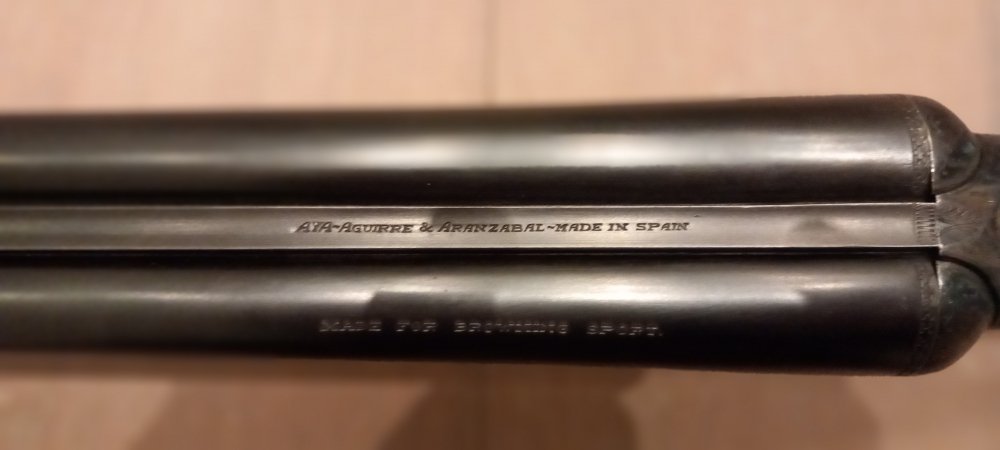 AYA~AGUIRRE & ARANZABAL~MADE IN SPAIN
MADE FOR BROWNING SPORT.